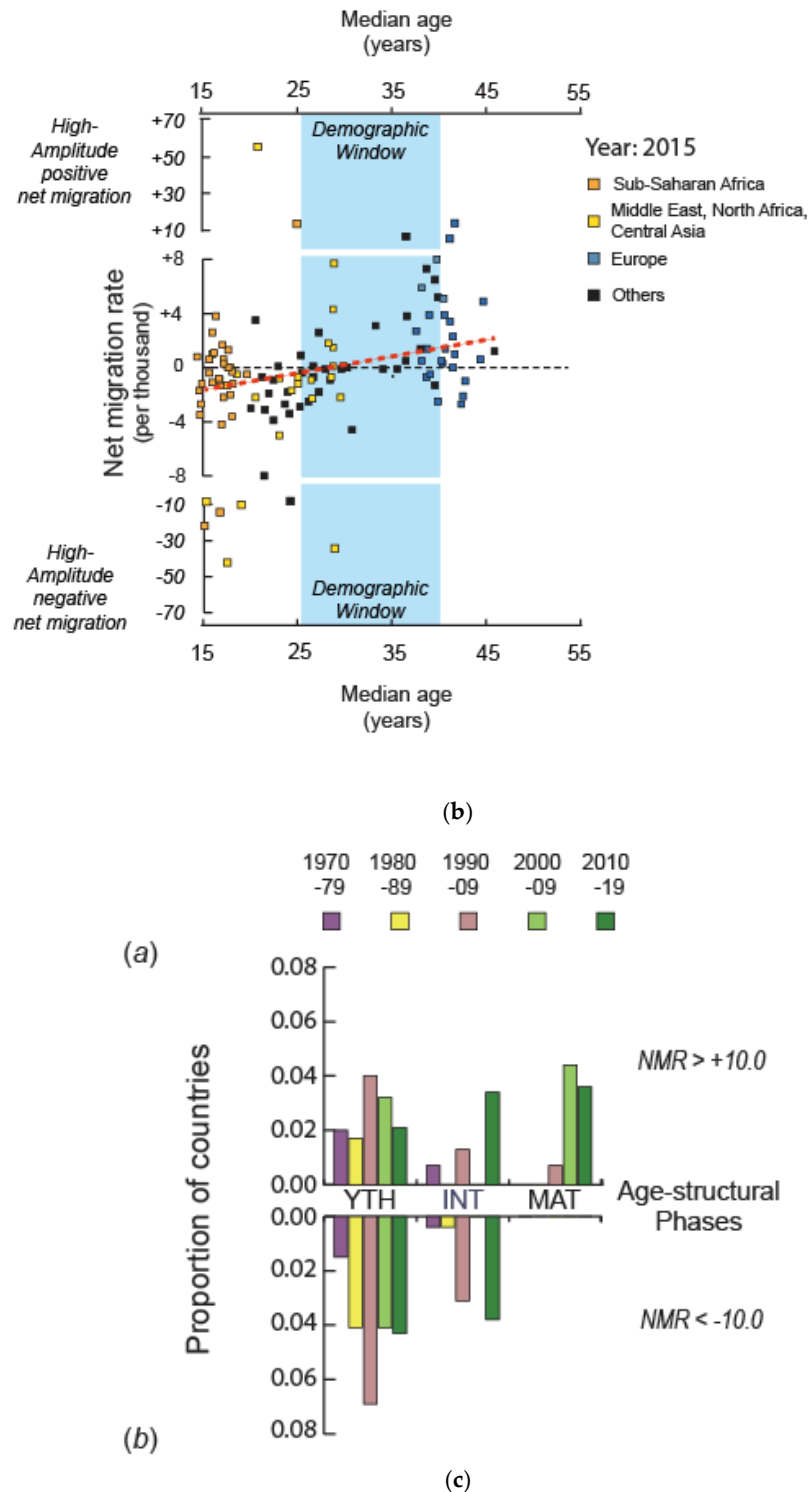 Median age
(years)
15 25 35 45 55
High-
Amplitude
positive
net migration
+70
+50
+30
+10
Demographic
Window
Year: 2015
Sub-Saharan Africa
Middle East, North Africa,
Central Asia
Europe
Others
Net migration rate
(per thousand)
+8
+4
0
-4
-8
High-
Amplitude
negative
net migration
-10
-30
-50
-70
Demographic
Window
15 25 35 45 55
Median age
(years)
(b)
1970 1980 1990 2000 2010
-79 -89 -09 -09 -19
(a)
Proportion of countries
0.08
0.06
0.04
0.02
0.00
NMR > +10.0
YTH INT MAT
Age-structural
Phases
0.00
0.02
0.04
0.06
0.08
NMR < -10.0
(b)
(c)